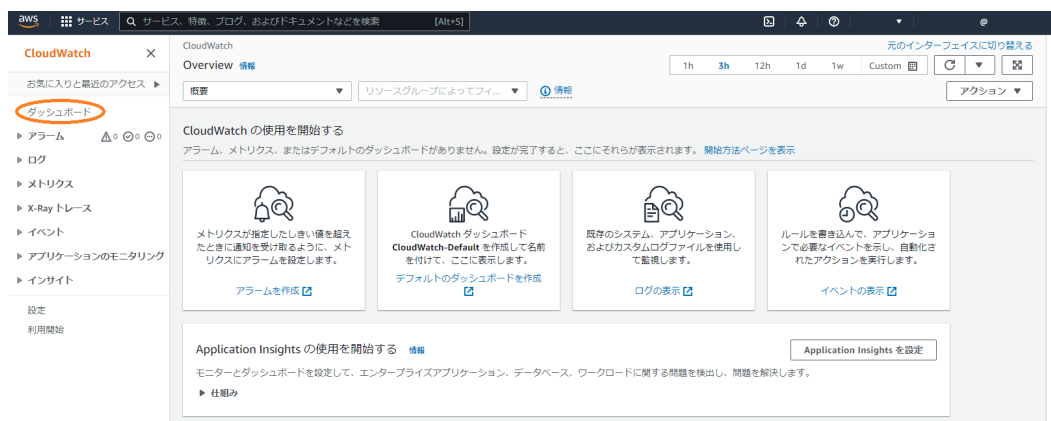 aws サービス サービス、特徴、ブログ、およびドキュメントなどを検索 [Alt+S] @
CloudWatch
お気に入りと最近のアクセス
ダッシュボード
アラーム 0 0 0
ログ
メトリクス
X-Ray トレース
イベント
アプリケーションのモニタリング
インサイト
設定
利用開始
CloudWatch
元のインターフェイスに切り替える
Overview 情報
1h 3h 12h 1d 1w Custom
概要 リソースグループによってフィ... 情報 アクション
CloudWatch の使用を開始する
アラーム、メトリクス、またはデフォルトのダッシュボードがありません。設定が完了すると、ここにそれらが表示されます。 開始方法ページを表示
メトリクスが指定したしきい値を超え
たときに通知を受け取るように、メト
リクスにアラームを設定します。
アラームを作成
CloudWatch ダッシュボード
CloudWatch-Default を作成して名前
を付けて、ここに表示します。
デフォルトのダッシュボードを作成
既存のシステム、アプリケーション、
およびカスタムログファイルを使用し
て監視します。
ログの表示
ルールを書き込んで、アプリケーショ
ンで必要なイベントを示し、自動化さ
れたアクションを実行します。
イベントの表示
Application Insights の使用を開始する 情報
Application Insights を設定
モニターとダッシュボードを設定して、エンタープライズアプリケーション、データベース、ワークロードに関する問題を検出し、問題を解決します。
仕組み